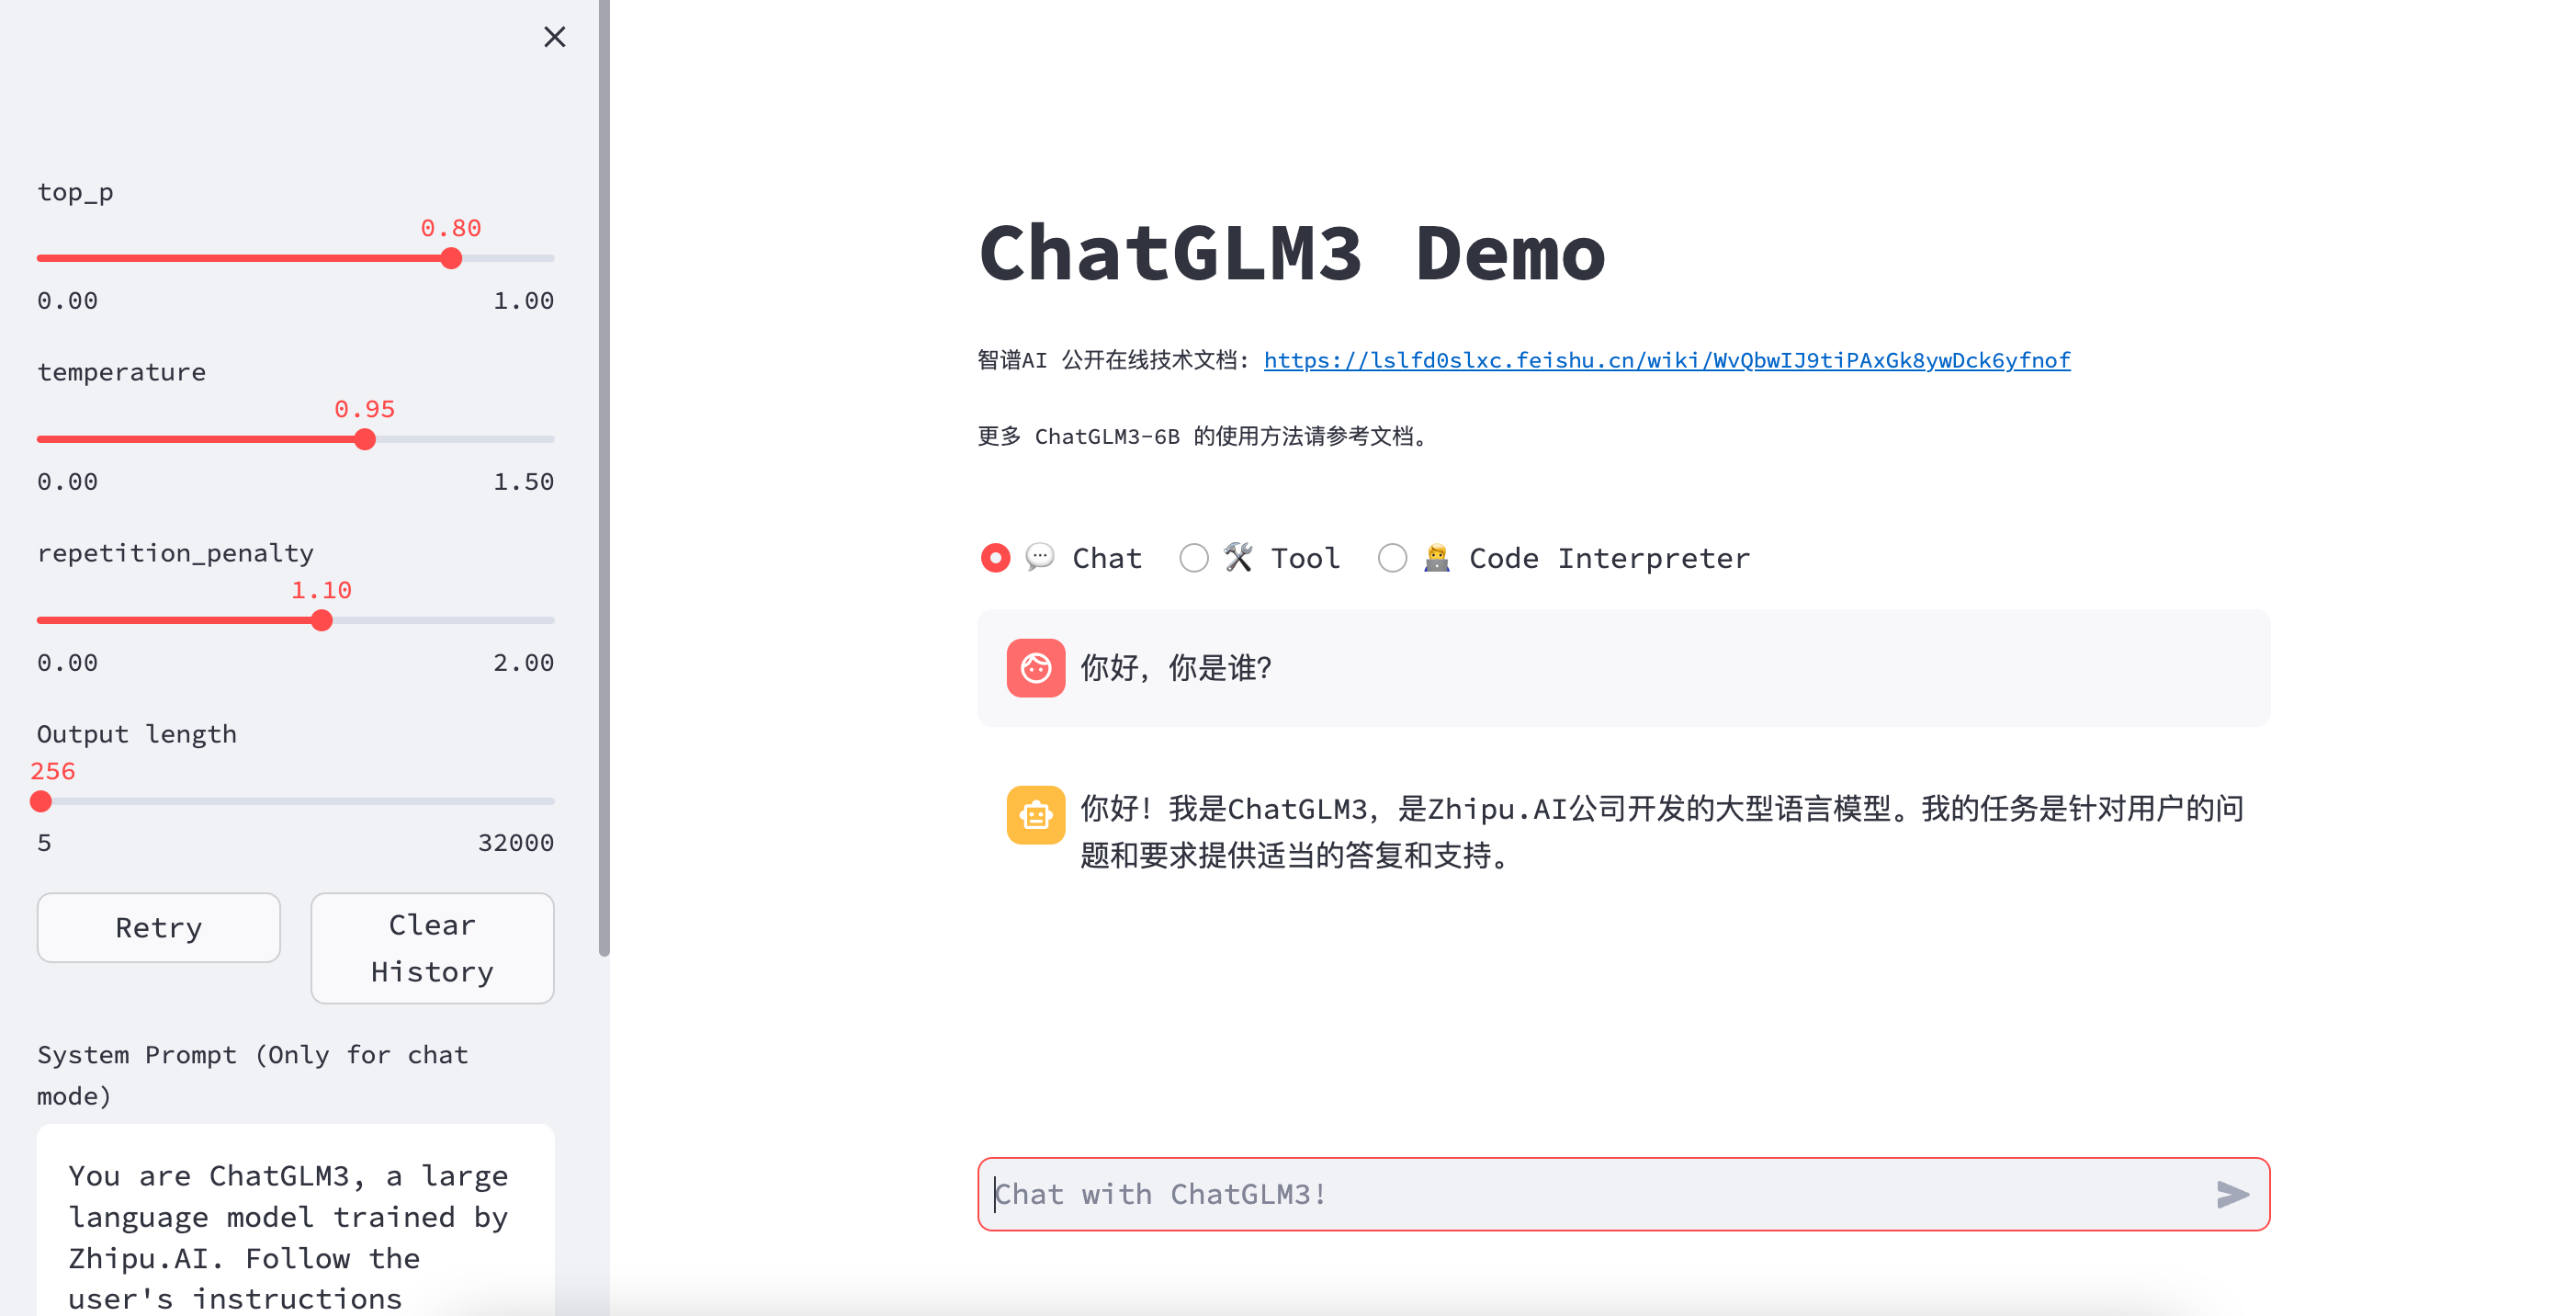 top_p
0.80
0.00 1.00
temperature
0.95
0.00 1.50
repetition_penalty
1.10
0.00 2.00
Output length
256
5 32000
Retry
Clear
History
System Prompt (Only for chat
mode)
You are ChatGLM3, a large
language model trained by
Zhipu.AI. Follow the
user's instructions
ChatGLM3 Demo
智谱AI 公开在线技术文档: https://lslfd0slxc.feishu.cn/wiki/WvQbwIJ9tiPAxGk8ywDck6yfnof
更多 ChatGLM3-6B 的使用方法请参考文档。
Chat Tool Code Interpreter
你好，你是谁?
你好！我是ChatGLM3，是Zhipu.AI公司开发的大型语言模型。我的任务是针对用户的问
题和要求提供适当的答复和支持。
Chat with ChatGLM3!